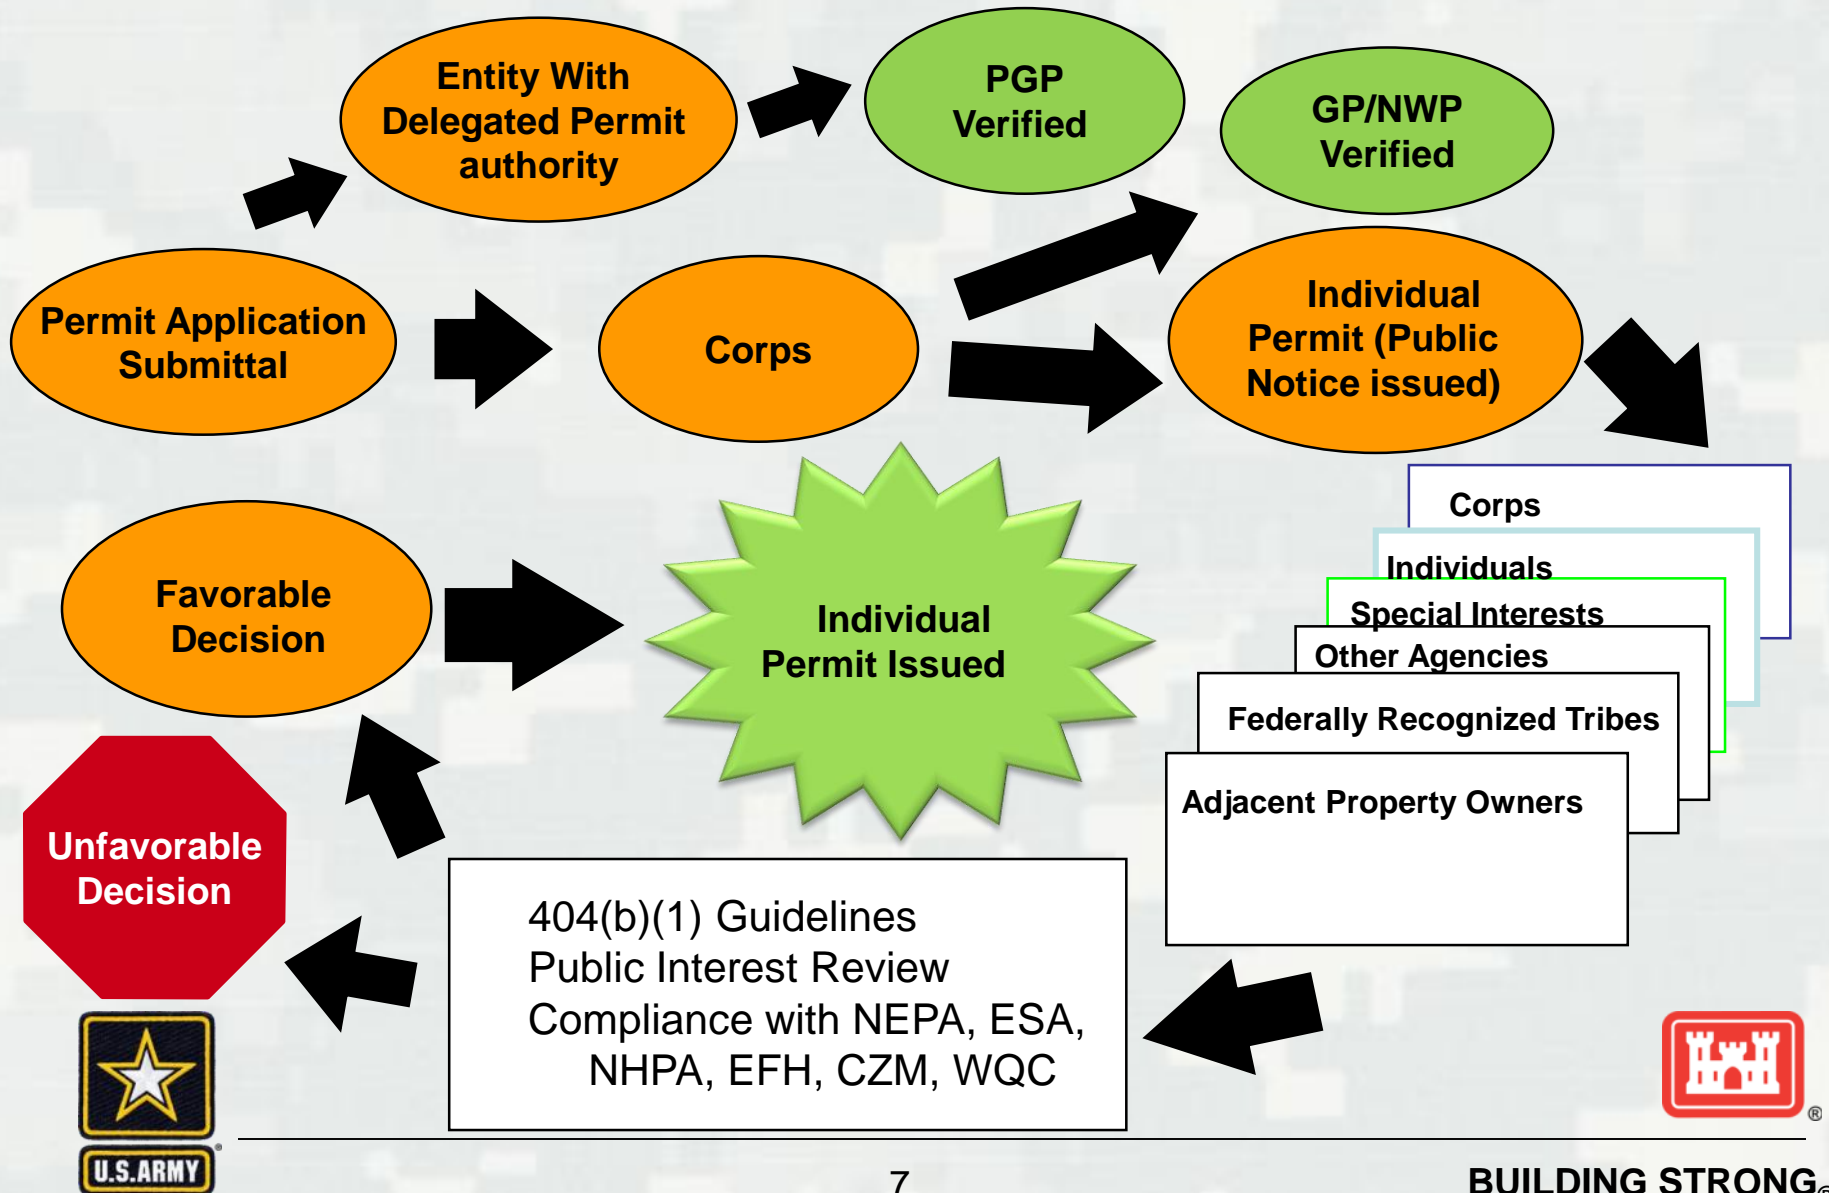 Entity With
Delegated Permit
authority
PGP
Verified
GP/NWP
Verified
Permit Application
Submittal
Corps
Individual
Permit (Public
Notice issued)
Corps
Individuals
Special Interests
Other Agencies
Federally Recognized Tribes
Adjacent Property Owners
Favorable
Decision
Individual
Permit Issued
Unfavorable
Decision
404(b)(1) Guidelines
Public Interest Review
Compliance with NEPA, ESA,
NHPA, EFH, CZM, WQC
®
U.S.ARMY
®
7
BUILDING STRONG®